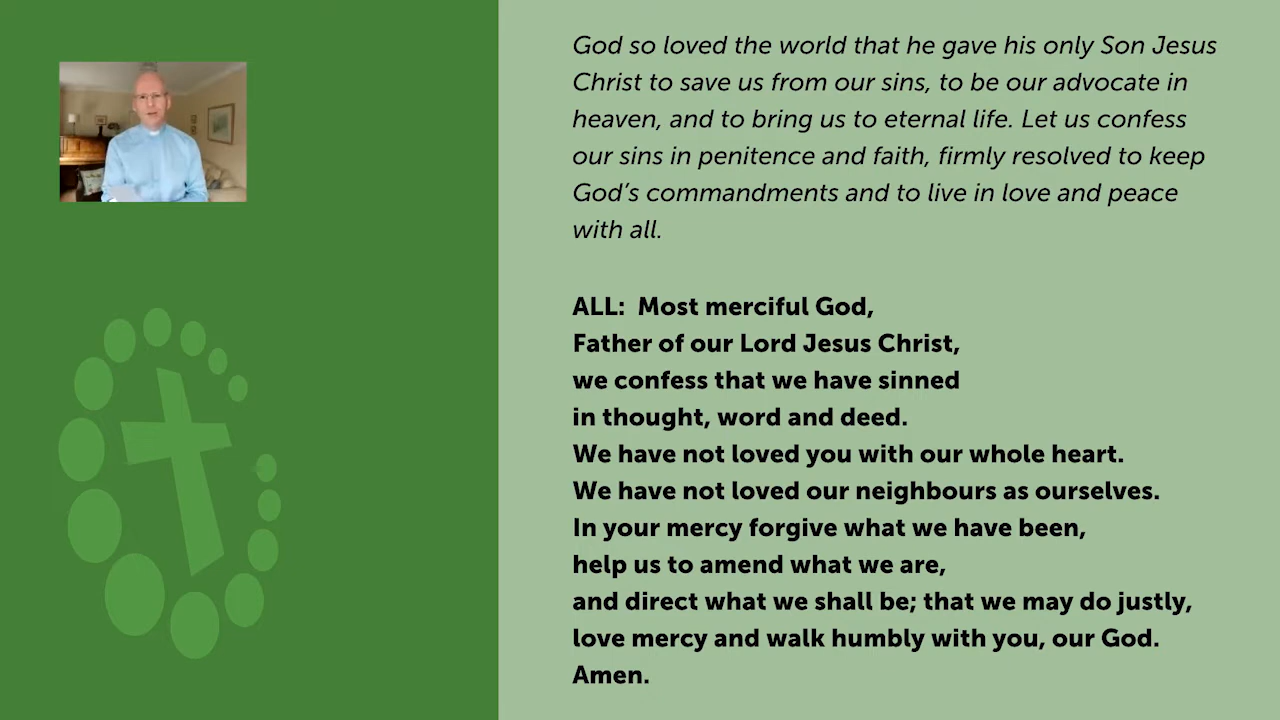 God so loved the world that he gave his only Son Jesus
Christ to save us from our sins, to be our advocate in
heaven, and to bring us to eternal life. Let us confess
our sins in penitence and faith, firmly resolved to keep
God’s commandments and to live in love and peace
with all.
ALL:  Most merciful God,
Father of our Lord Jesus Christ,
we confess that we have sinned
in thought, word and deed.
We have not loved you with our whole heart.
We have not loved our neighbours as ourselves.
In your mercy forgive what we have been,
help us to amend what we are,
and direct what we shall be; that we may do justly,
love mercy and walk humbly with you, our God.
Amen.